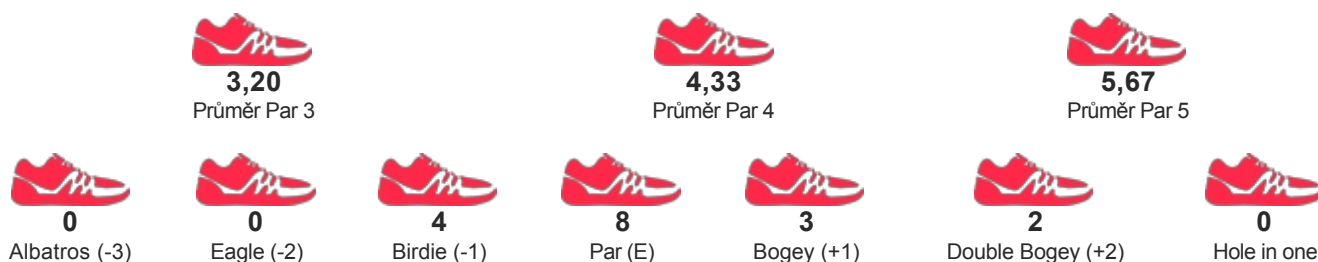 3,20 4,33 5,67
Průměr Par 3 Průměr Par 4 Průměr Par 5
0 0 4 8 3 2 0
Albatros (-3) Eagle (-2) Birdie (-1) Par (E) Bogey (+1) Double Bogey (+2) Hole in one